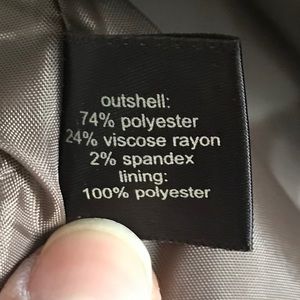 outshell:
74% polyester
24% viscose rayon
2% spandex
lining:
100% polyester